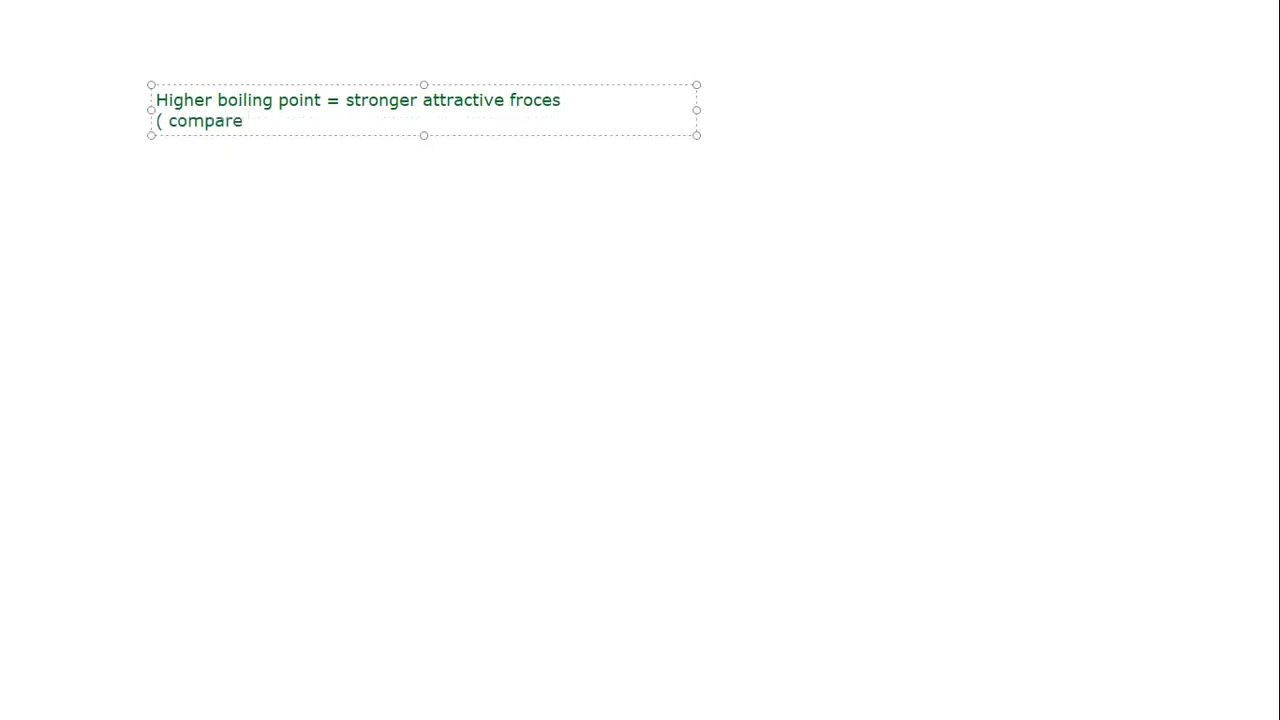 Higher boiling point = stronger attractive froces
( compare